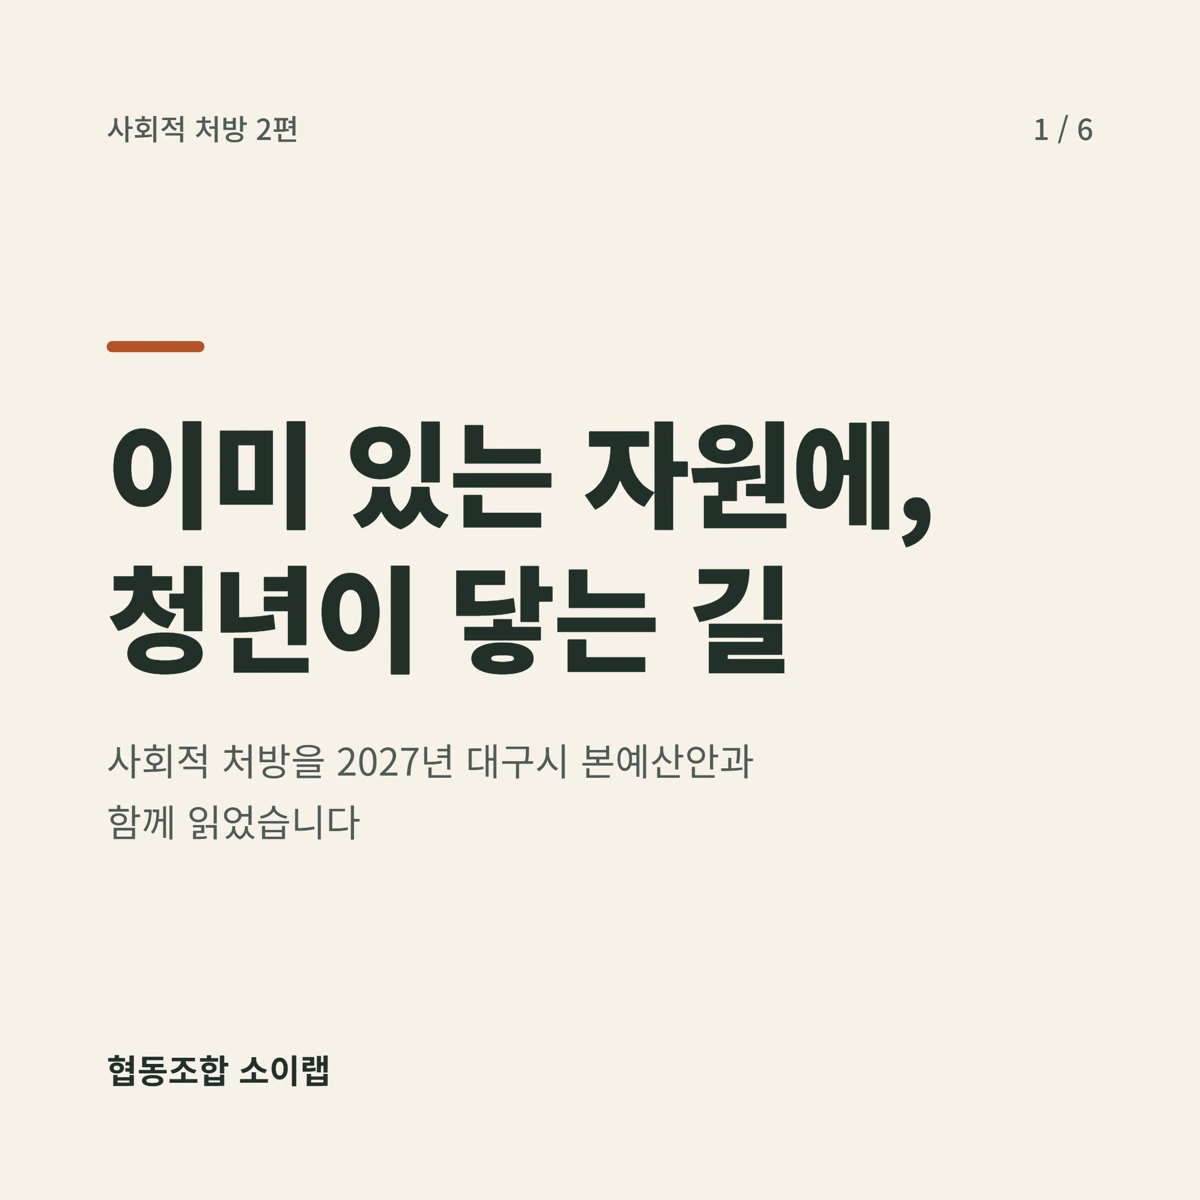 사회적 처방 2편
1 / 6
이미 있는 자원에,
청년이 닿는 길
사회적 처방을 2027년 대구시 본예산안과
함께 읽었습니다
협동조합 소이랩